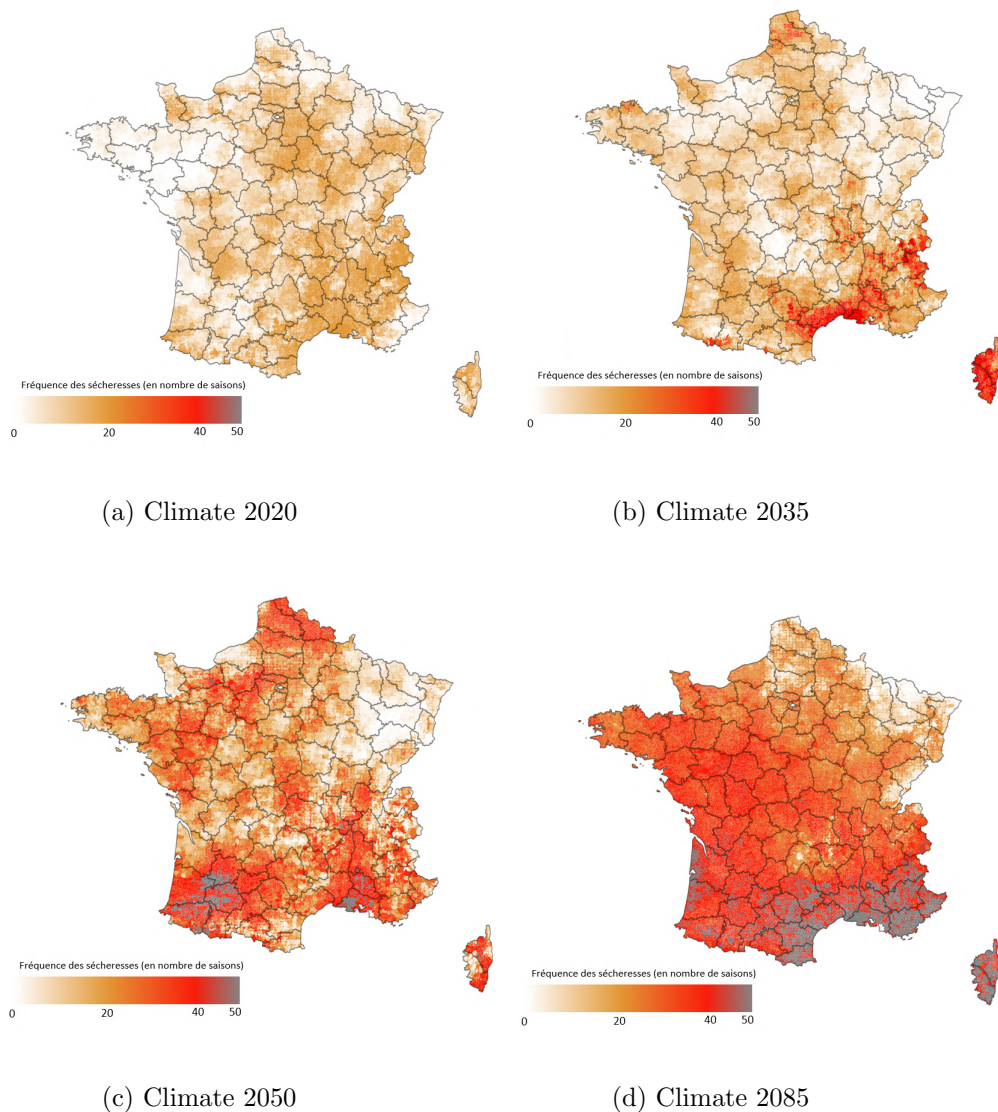 Fréquence des sécheresses (en nombre de saisons)
0 20 40 50
(a) Climate 2020
Fréquence des sécheresses (en nombre de saisons)
0 20 40 50
(b) Climate 2035
Fréquence des sécheresses (en nombre de saisons)
0 20 40 50
(c) Climate 2050
Fréquence des sécheresses (en nombre de saisons)
0 20 40 50
(d) Climate 2085